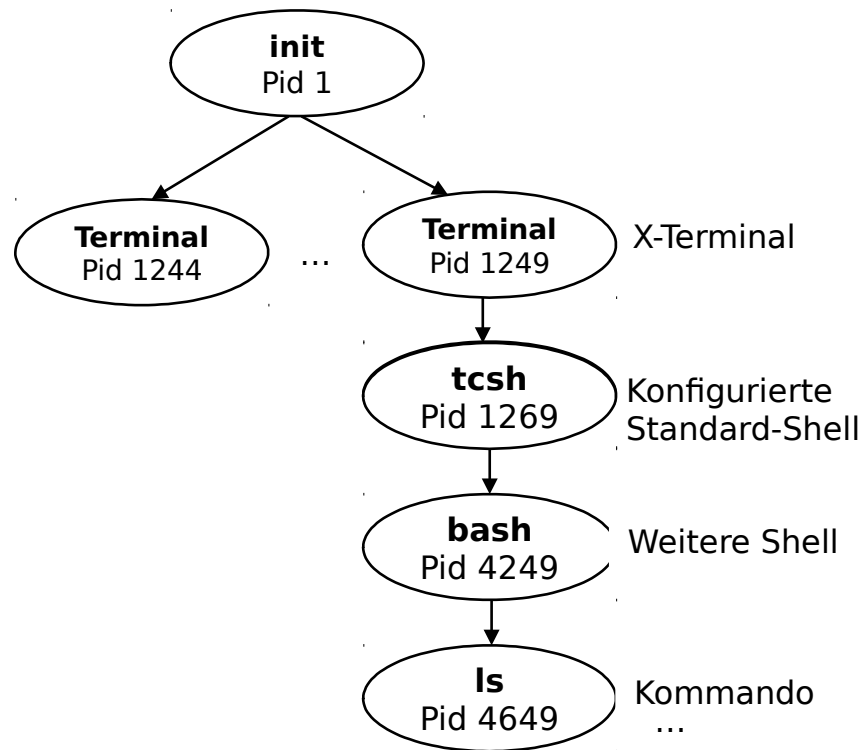 init
Pid 1
Terminal
Pid 1244
...
Terminal
Pid 1249
X-Terminal
tcsh
Pid 1269
Konfigurierte
Standard-Shell
bash
Pid 4249
Weitere Shell
ls
Pid 4649
Kommando
...